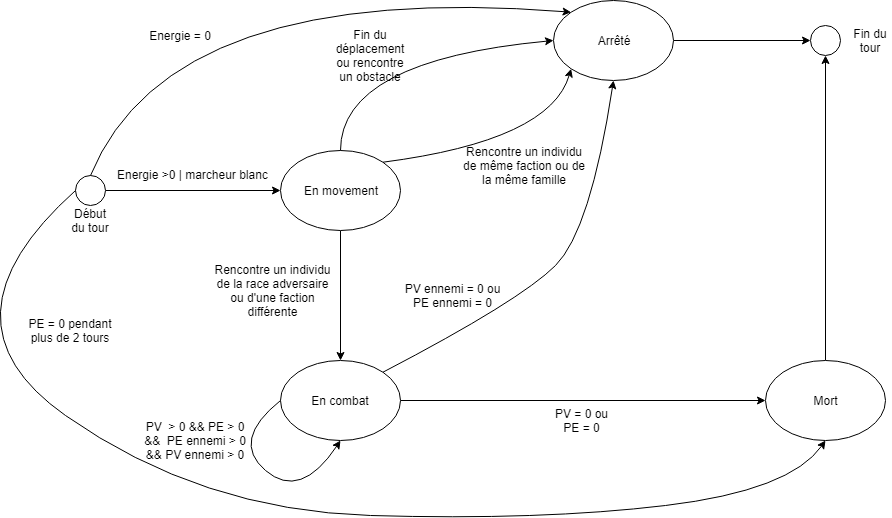 Energie = 0
Fin du
déplacement
ou rencontre
un obstacle
Arrêté
Fin du
tour
Energie >0 | marcheur blanc
Rencontre un individu
de même faction ou de
la même famille
En movement
Début
du tour
Rencontre un individu
de la race adversaire
ou d'une faction
différente
PV ennemi = 0 ou
PE ennemi = 0
PE = 0 pendant
plus de 2 tours
En combat
Mort
PV = 0 ou
PE = 0
PV  > 0 && PE > 0
&&  PE ennemi > 0
&& PV ennemi > 0